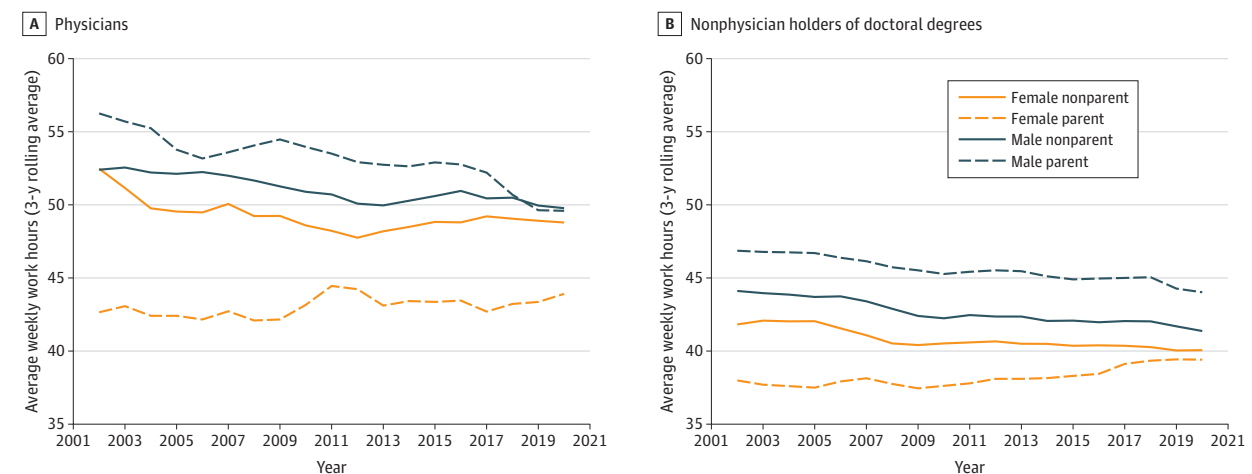 A Physicians
Average weekly work hours (3-y rolling average)
60
55
50
45
40
35
2001 2003 2005 2007 2009 2011 2013 2015 2017 2019 2021
Year
B Nonphysician holders of doctoral degrees
Average weekly work hours (3-y rolling average)
60
55
50
45
40
35
Female nonparent
Female parent
Male nonparent
Male parent
2001 2003 2005 2007 2009 2011 2013 2015 2017 2019 2021
Year